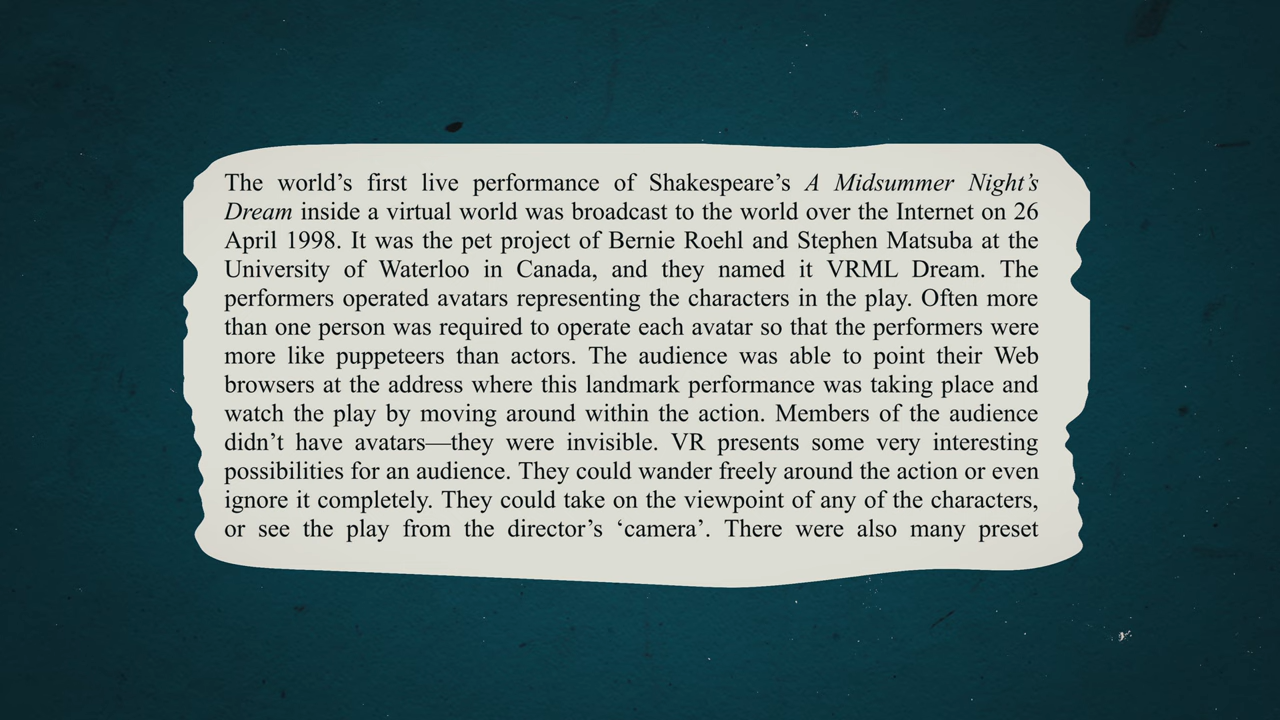 The world’s first live performance of Shakespeare’s A Midsummer Night’s
Dream inside a virtual world was broadcast to the world over the Internet on 26
April 1998. It was the pet project of Bernie Roehl and Stephen Matsuba at the
University of Waterloo in Canada, and they named it VRML Dream. The
performers operated avatars representing the characters in the play. Often more
than one person was required to operate each avatar so that the performers were
more like puppeteers than actors. The audience was able to point their Web
browsers at the address where this landmark performance was taking place and
watch the play by moving around within the action. Members of the audience
didn’t have avatars—they were invisible. VR presents some very interesting
possibilities for an audience. They could wander freely around the action or even
ignore it completely. They could take on the viewpoint of any of the characters,
or see the play from the director’s ‘camera’. There were also many preset